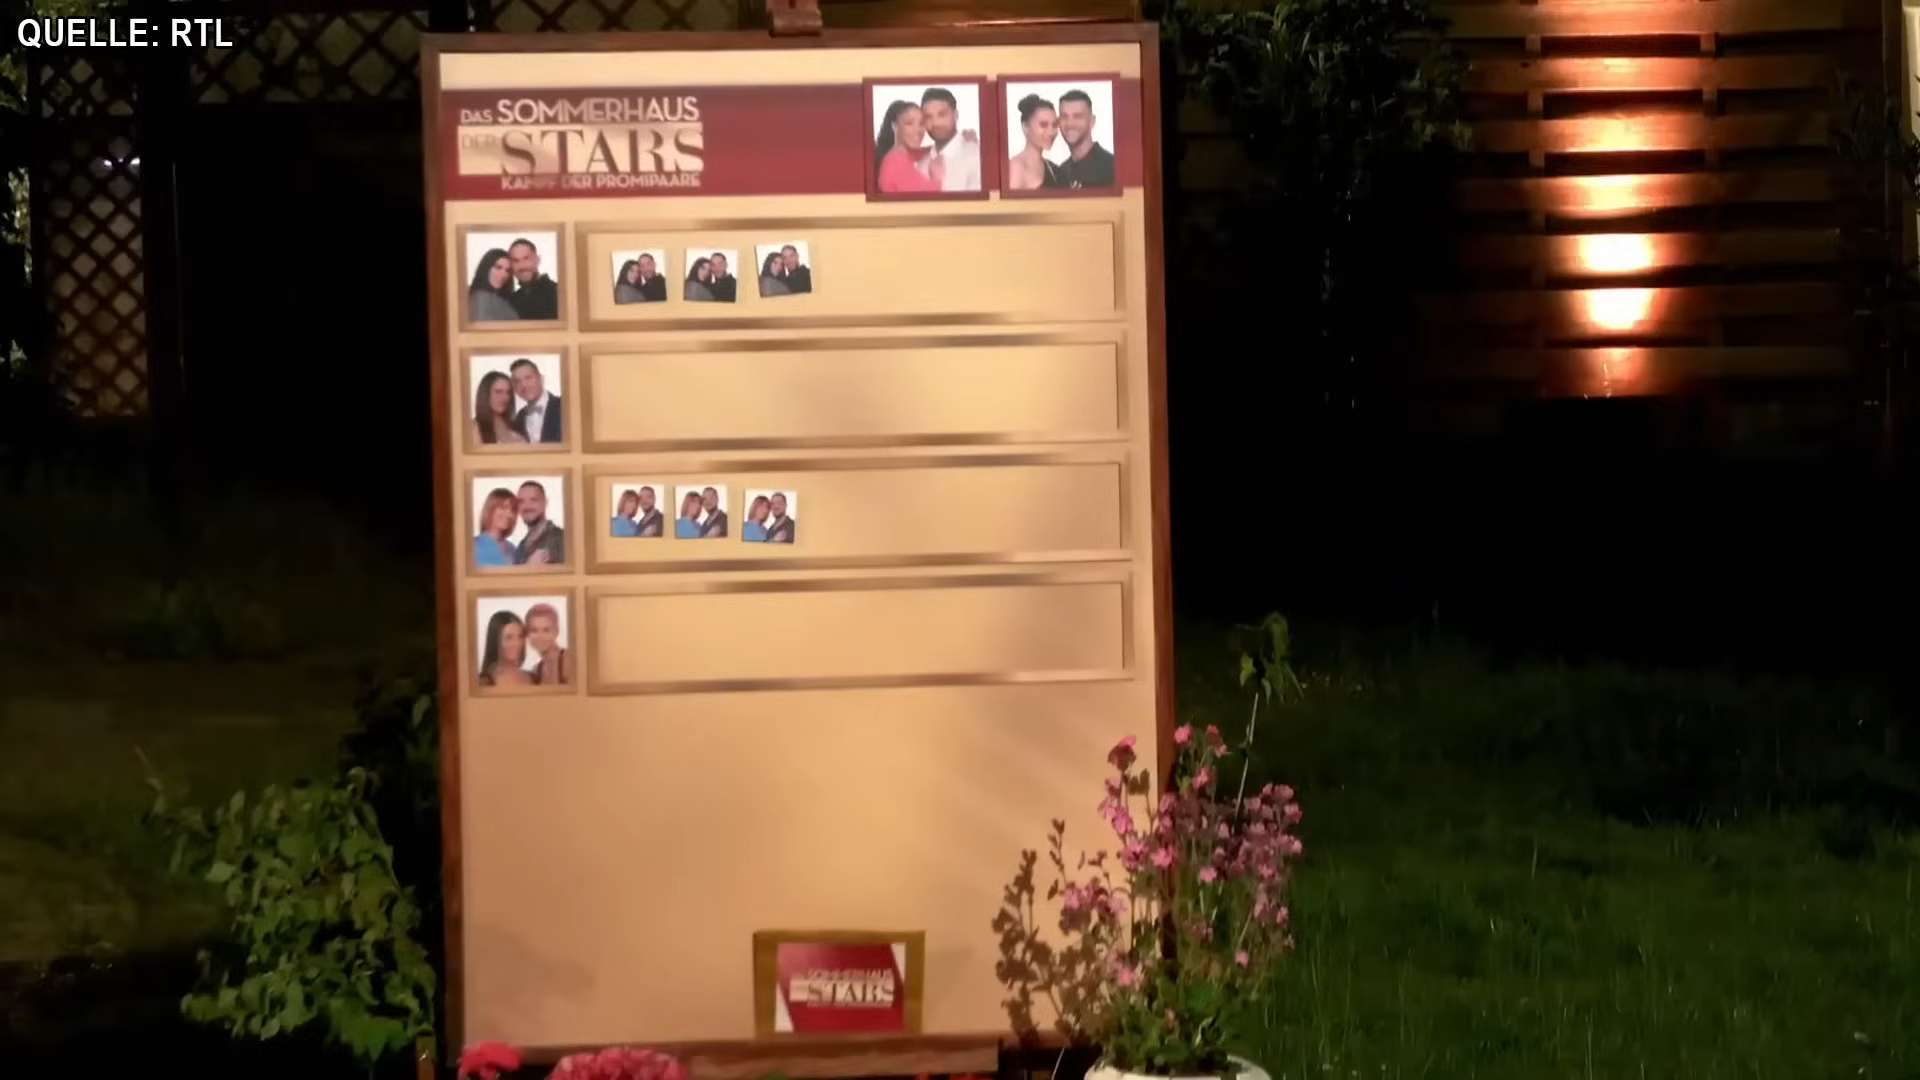 QUELLE: RTL
DAS SOMMERHAUS
DER STARS
KAMPF DER PROMIPAARE
SOMMERHAUS
STARS